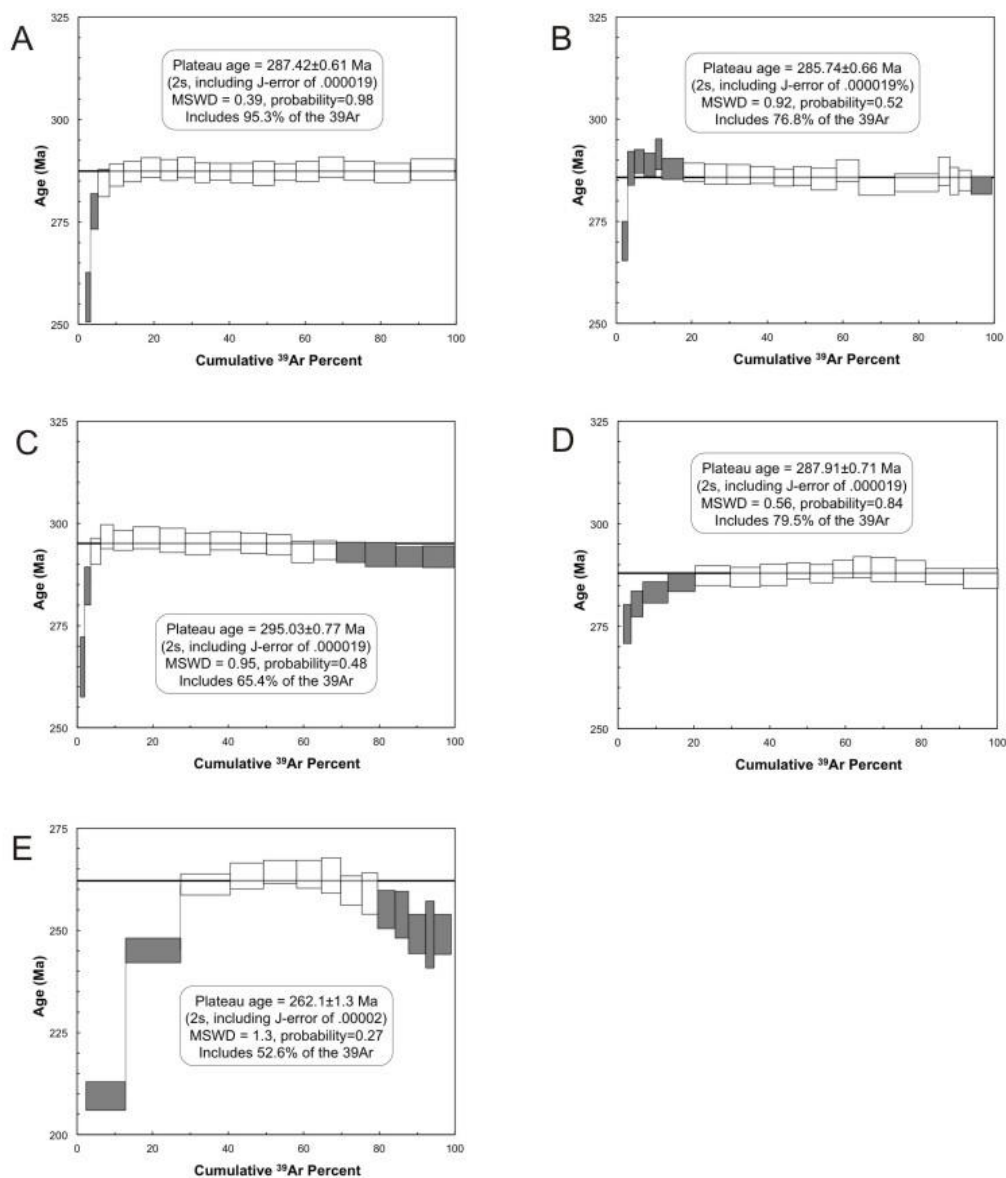 A
325
300
275
250
Age (Ma)
Plateau age = 287.42±0.61 Ma
(2s, including J-error of .000019)
MSWD = 0.39, probability=0.98
Includes 95.3% of the 39Ar
0 20 40 60 80 100
Cumulative ³⁹Ar Percent
B
325
300
275
250
Age (Ma)
Plateau age = 285.74±0.66 Ma
(2s, including J-error of .000019%)
MSWD = 0.92, probability=0.52
Includes 76.8% of the 39Ar
0 20 40 60 80 100
Cumulative ³⁹Ar Percent
C
325
300
275
250
Age (Ma)
Plateau age = 295.03±0.77 Ma
(2s, including J-error of .000019)
MSWD = 0.95, probability=0.48
Includes 65.4% of the 39Ar
0 20 40 60 80 100
Cumulative ³⁹Ar Percent
D
325
300
275
250
Age (Ma)
Plateau age = 287.91±0.71 Ma
(2s, including J-error of .000019)
MSWD = 0.56, probability=0.84
Includes 79.5% of the 39Ar
0 20 40 60 80 100
Cumulative ³⁹Ar Percent
E
275
250
225
200
Age (Ma)
Plateau age = 262.1±1.3 Ma
(2s, including J-error of .00002)
MSWD = 1.3, probability=0.27
Includes 52.6% of the 39Ar
0 20 40 60 80 100
Cumulative ³⁹Ar Percent